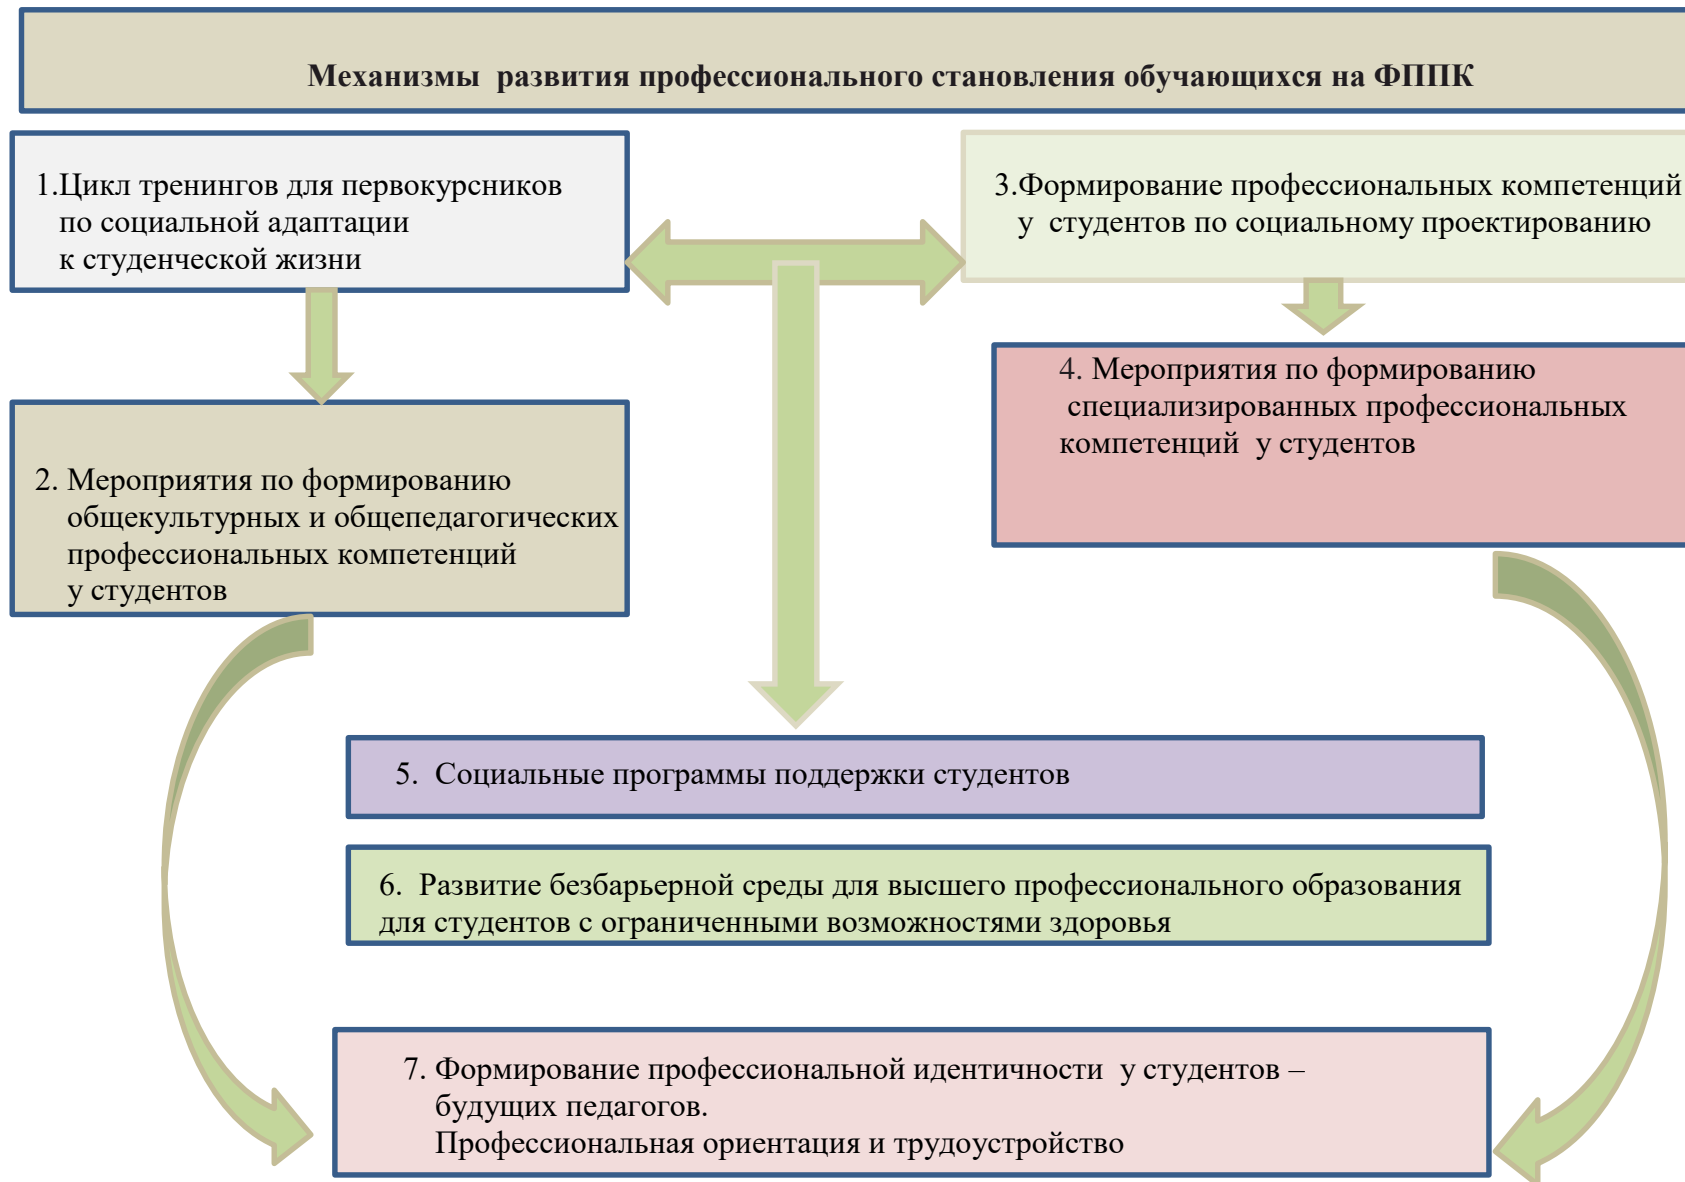 Механизмы развития профессионального становления обучающихся на ФППК
1.Цикл тренингов для первокурсников
по социальной адаптации
к студенческой жизни
2. Мероприятия по формированию
общекультурных и общепедагогических
профессиональных компетенций
у студентов
3.Формирование профессиональных компетенций
у студентов по социальному проектированию
4. Мероприятия по формированию
специализированных профессиональных
компетенций у студентов
5. Социальные программы поддержки студентов
6. Развитие безбарьерной среды для высшего профессионального образования
для студентов с ограниченными возможностями здоровья
7. Формирование профессиональной идентичности у студентов –
будущих педагогов.
Профессиональная ориентация и трудоустройство